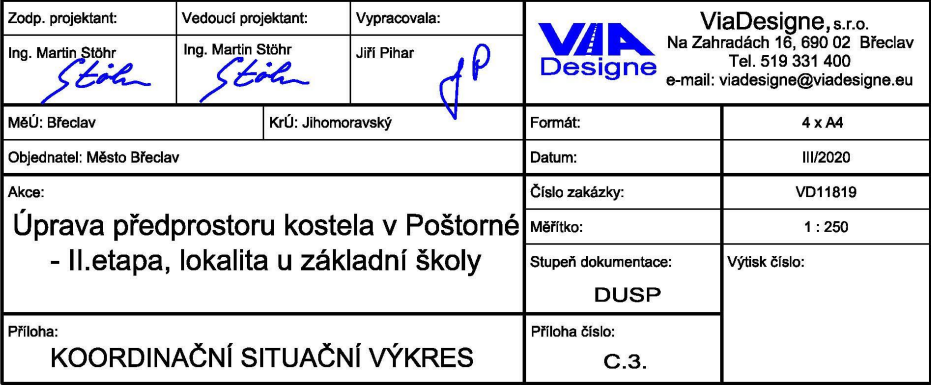 Zodp. projektant:
Vedoucí projektant:
Vypracovala:
Ing. Martin Stöhr
Ing. Martin Stöhr
Jiří Pihar
Stöhr
Stöhr
JP
VIA
Designe
ViaDesigne, s.r.o.
Na Zahradách 16, 690 02 Břeclav
Tel. 519 331 400
e-mail: viadesigne@viadesigne.eu
MěÚ: Břeclav
KrÚ: Jihomoravský
Formát:
4 x A4
Objednatel: Město Břeclav
Datum:
III/2020
Akce:
Úprava předprostoru kostela v Poštorné
- II.etapa, lokalita u základní školy
Číslo zakázky:
VD11819
Měřítko:
1 : 250
Stupeň dokumentace:
DUSP
Výtisk číslo:
Příloha:
KOORDINAČNÍ SITUAČNÍ VÝKRES
Příloha číslo:
C.3.